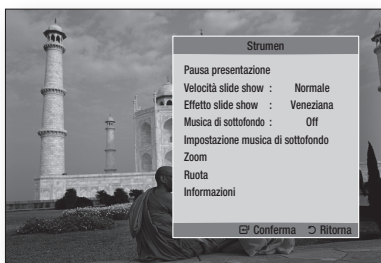 Strumen
Pausa presentazione
Velocità slide show : Normale
Effetto slide show : Veneziana
Musica di sottofondo : Off
Impostazione musica di sottofondo
Zoom
Ruota
Informazioni
Conferma Ritorna